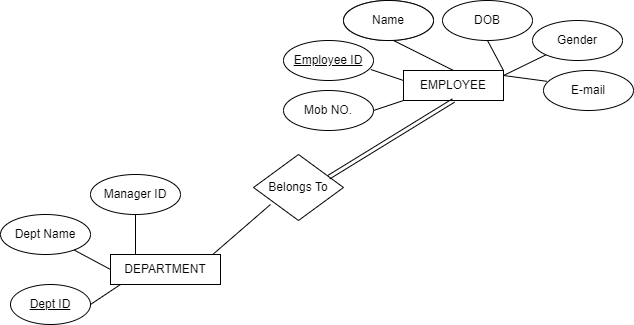 Name
DOB
Gender
Employee ID
EMPLOYEE
E-mail
Mob NO.
Belongs To
Manager ID
Dept Name
DEPARTMENT
Dept ID